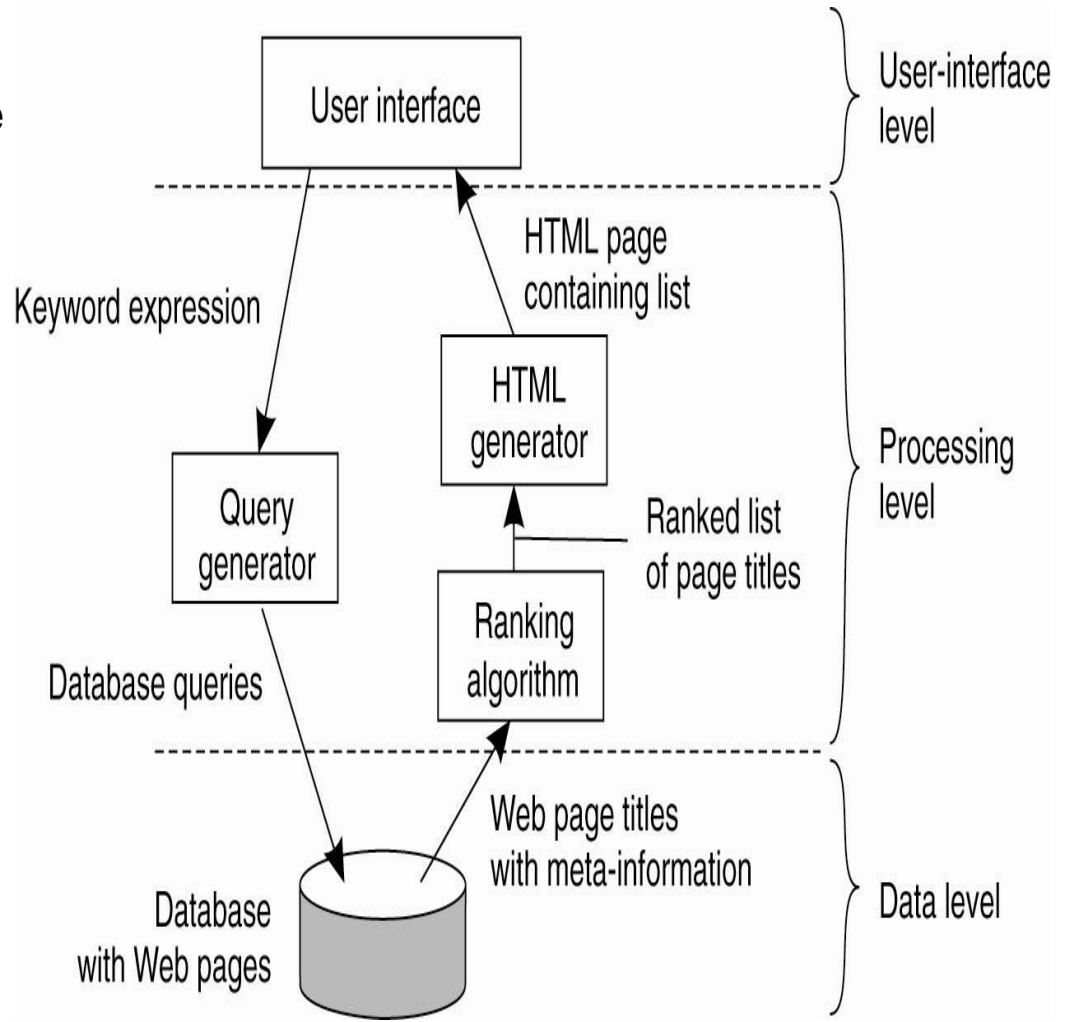 User interface
User-interface
level
e
HTML page
containing list
Keyword expression
HTML
generator
Processing
level
Query
generator
Ranked list
of page titles
Ranking
algorithm
Database queries
Web page titles
with meta-information
Database
with Web pages
Data level